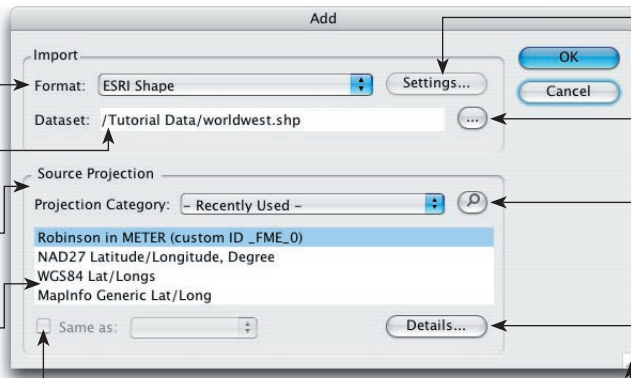 Add
Import
Format: ESRI Shape Settings... OK
Cancel
Dataset: /Tutorial Data/worldwest.shp ...
Source Projection
Projection Category: – Recently Used –
Robinson in METER (custom ID _FME_0)
NAD27 Latitude/Longitude, Degree
WGS84 Lat/Longs
MapInfo Generic Lat/Long
Same as: Details...